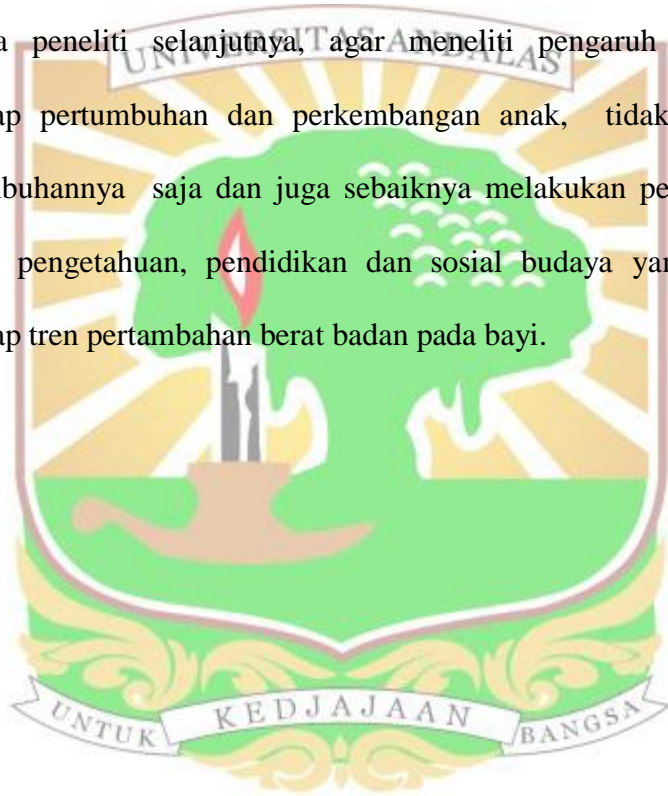 a peneliti selanjutnya, agar meneliti pengaruh
UNIVERSITAS ANDALAS
ap pertumbuhan dan perkembangan anak, tidak
buhannya saja dan juga sebaiknya melakukan pe
pengetahuan, pendidikan dan sosial budaya yan
ap tren pertambahan berat badan pada bayi.
UNTUK KEDJAJAAN BANGSA